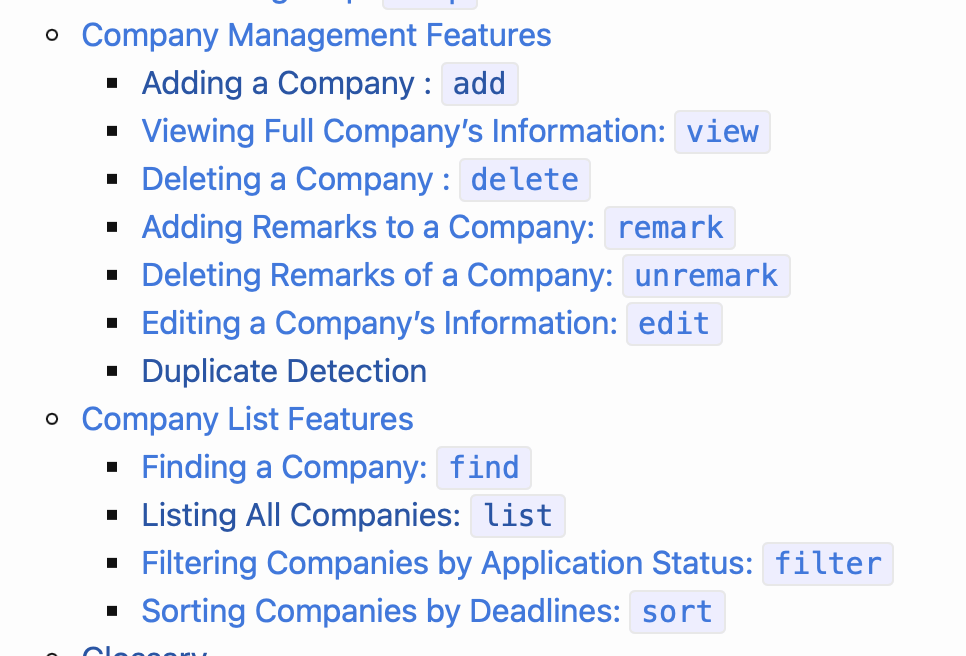 Company Management Features
Adding a Company : add
Viewing Full Company’s Information: view
Deleting a Company : delete
Adding Remarks to a Company: remark
Deleting Remarks of a Company: unremark
Editing a Company’s Information: edit
Duplicate Detection
Company List Features
Finding a Company: find
Listing All Companies: list
Filtering Companies by Application Status: filter
Sorting Companies by Deadlines: sort
Glossary